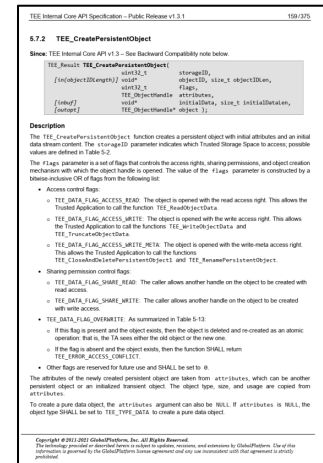 TEE Internal Core API Specification – Public Release v1.3.1 159/375
5.7.2 TEE_CreatePersistentObject
Since: TEE Internal Core API v1.3 – See Backward Compatibility note below.
TEE_Result TEE_CreatePersistentObject(
uint32_t storageID,
[in(objectIDLength)] void* objectID, size_t objectIDLen,
uint32_t flags,
TEE_ObjectHandle attributes,
[inbuf] void* initialData, size_t initialDataLen,
[outopt] TEE_ObjectHandle* object );
Description
The TEE_CreatePersistentObject function creates a persistent object with initial attributes and an initial
data stream content. The storageID parameter indicates which Trusted Storage Space to access; possible
values are defined in Table 5-2.
The flags parameter is a set of flags that controls the access rights, sharing permissions, and object creation
mechanism with which the object handle is opened. The value of the flags parameter is constructed by a
bitwise-inclusive OR of flags from the following list:
• Access control flags:
o TEE_DATA_FLAG_ACCESS_READ: The object is opened with the read access right. This allows the
Trusted Application to call the function TEE_ReadObjectData.
o TEE_DATA_FLAG_ACCESS_WRITE: The object is opened with the write access right. This allows
the Trusted Application to call the functions TEE_WriteObjectData and
TEE_TruncateObjectData.
o TEE_DATA_FLAG_ACCESS_WRITE_META: The object is opened with the write-meta access right.
This allows the Trusted Application to call the functions
TEE_CloseAndDeletePersistentObject1 and TEE_RenamePersistentObject.
• Sharing permission control flags:
o TEE_DATA_FLAG_SHARE_READ: The caller allows another handle on the object to be created with
read access.
o TEE_DATA_FLAG_SHARE_WRITE: The caller allows another handle on the object to be created
with write access.
• TEE_DATA_FLAG_OVERWRITE: As summarized in Table 5-13:
o If this flag is present and the object exists, then the object is deleted and re-created as an atomic
operation: that is, the TA sees either the old object or the new one.
o If the flag is absent and the object exists, then the function SHALL return
TEE_ERROR_ACCESS_CONFLICT.
• Other flags are reserved for future use and SHALL be set to 0.
The attributes of the newly created persistent object are taken from attributes, which can be another
persistent object or an initialized transient object. The object type, size, and usage are copied from
attributes.
To create a pure data object, the attributes argument can also be NULL. If attributes is NULL, the
object type SHALL be set to TEE_TYPE_DATA to create a pure data object.
Copyright © 2011-2021 GlobalPlatform, Inc. All Rights Reserved.
The technology provided or described herein is subject to updates, revisions, and extensions by GlobalPlatform. Use of this
information is governed by the GlobalPlatform license agreement and any use inconsistent with that agreement is strictly
prohibited.